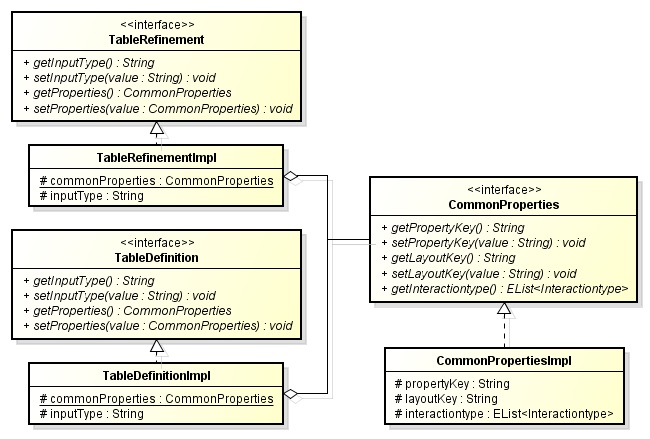 <<interface>>
TableRefinement
+ getInputType() : String
+ setInputType(value : String) : void
+ getProperties() : CommonProperties
+ setProperties(value : CommonProperties) : void
TableRefinementImpl
# commonProperties : CommonProperties
# inputType : String
<<interface>>
TableDefinition
+ getInputType() : String
+ setInputType(value : String) : void
+ getProperties() : CommonProperties
+ setProperties(value : CommonProperties) : void
TableDefinitionImpl
# commonProperties : CommonProperties
# inputType : String
<<interface>>
CommonProperties
+ getPropertyKey() : String
+ setPropertyKey(value : String) : void
+ getLayoutKey() : String
+ setLayoutKey(value : String) : void
+ getInteractiontype() : EList<Interactiontype>
CommonPropertiesImpl
# propertyKey : String
# layoutKey : String
# interactiontype : EList<Interactiontype>